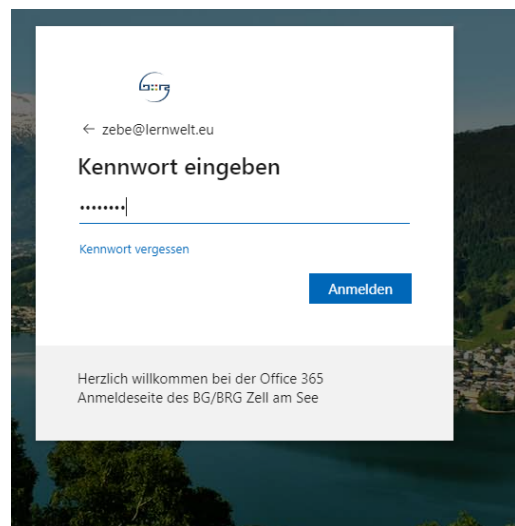 ← zebe@lernwelt.eu
Kennwort eingeben
••••••••
Kennwort vergessen
Anmelden
Herzlich willkommen bei der Office 365
Anmeldeseite des BG/BRG Zell am See